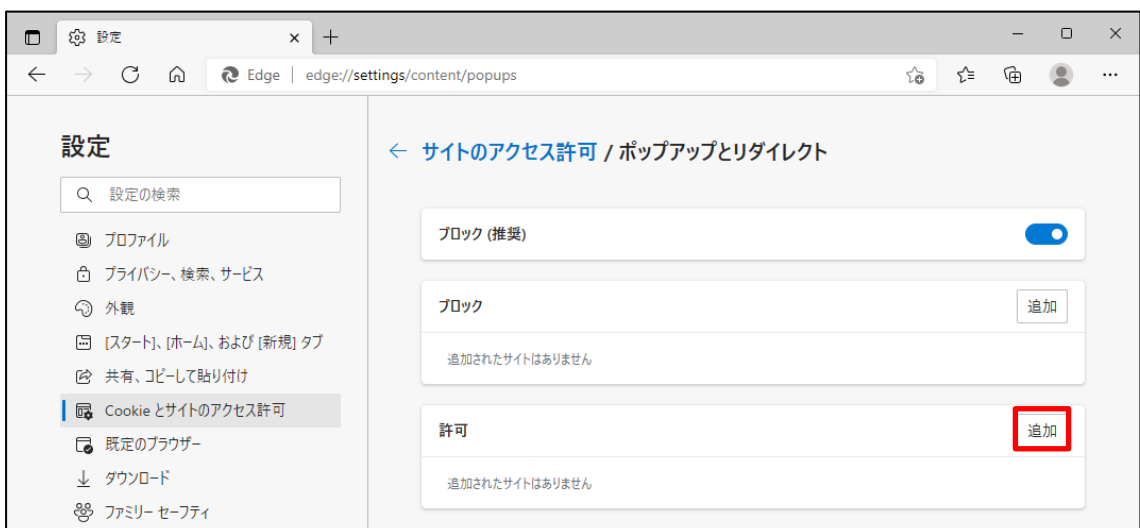 設定
Edge | edge://settings/content/popups
設定
設定の検索
プロファイル
プライバシー、検索、サービス
外観
[スタート]、[ホーム]、および [新規] タブ
共有、コピーして貼り付け
Cookie とサイトのアクセス許可
既定のブラウザー
ダウンロード
ファミリー セーフティ
サイトのアクセス許可 / ポップアップとリダイレクト
ブロック (推奨)
ブロック
追加
追加されたサイトはありません
許可
追加
追加されたサイトはありません